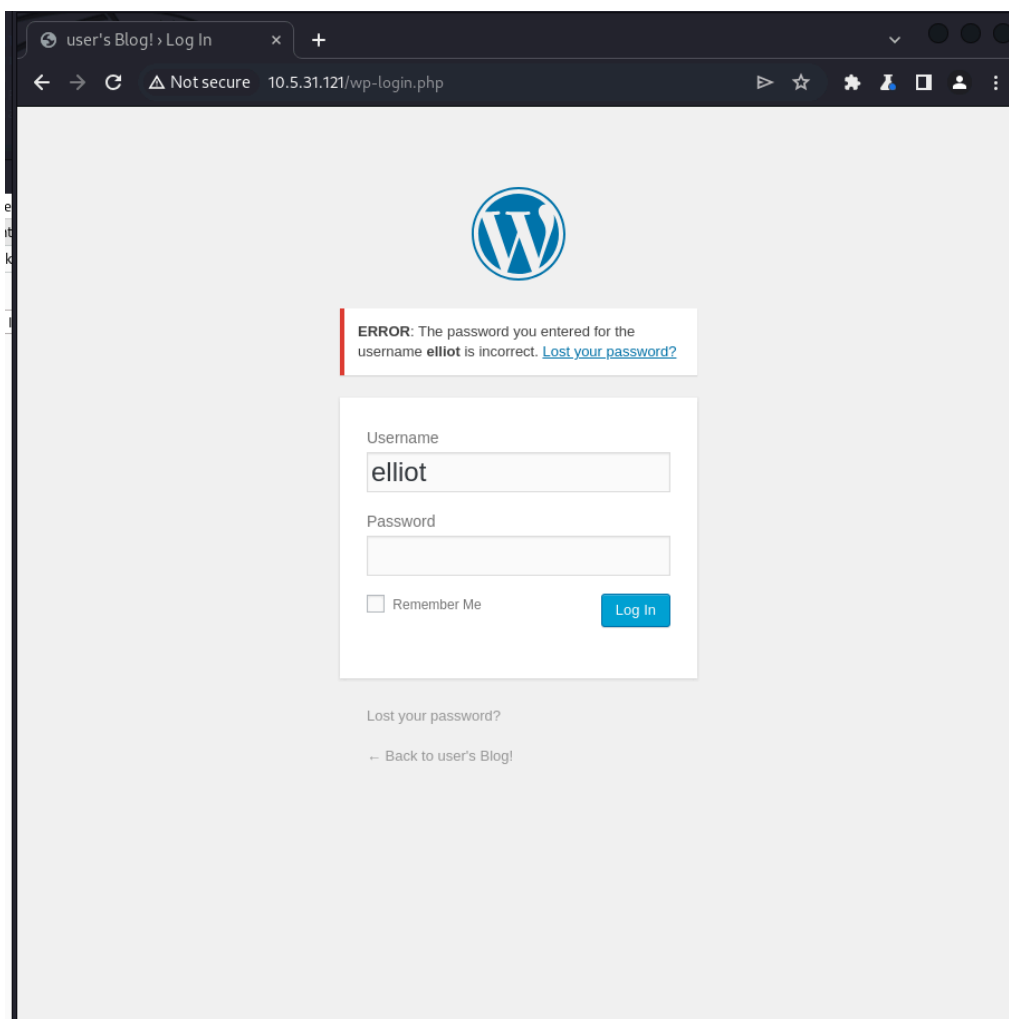 user's Blog! › Log In
Not secure 10.5.31.121/wp-login.php
ERROR: The password you entered for the
username elliot is incorrect. Lost your password?
Username
elliot
Password
Remember Me
Log In
Lost your password?
← Back to user's Blog!